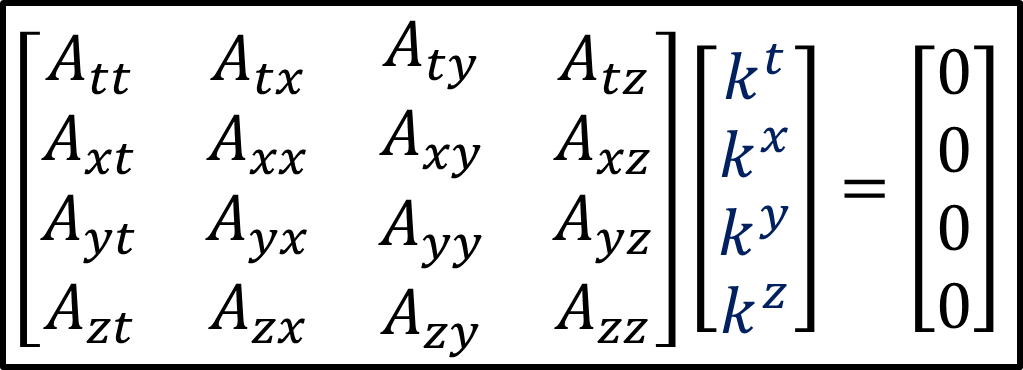 [A_tt A_tx A_ty A_tz] [k^t] [0]
[A_xt A_xx A_xy A_xz] [k^x] = [0]
[A_yt A_yx A_yy A_yz] [k^y] [0]
[A_zt A_zx A_zy A_zz] [k^z] [0]